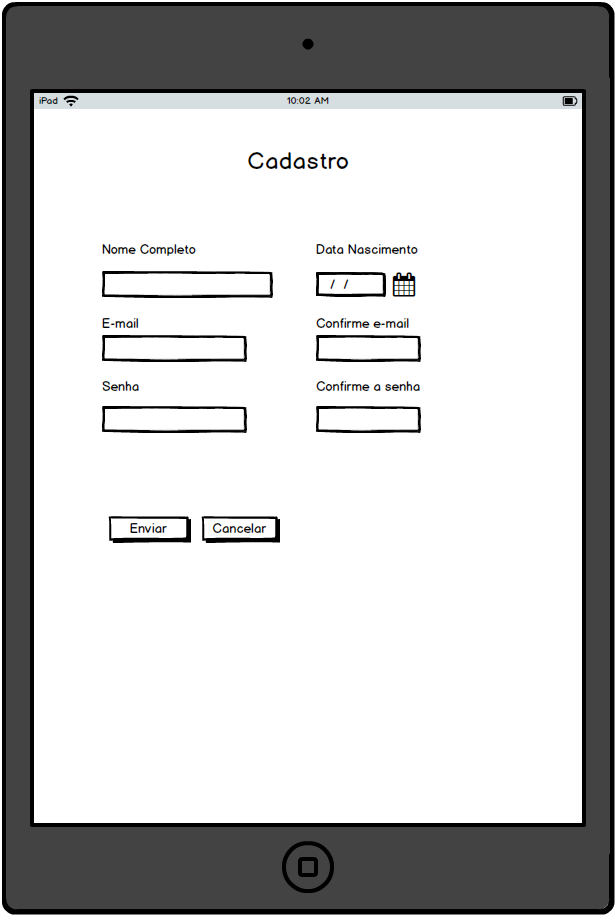 iPad 10:02 AM
Cadastro
Nome Completo Data Nascimento
/ /
E-mail Confirme e-mail
Senha Confirme a senha
Enviar Cancelar